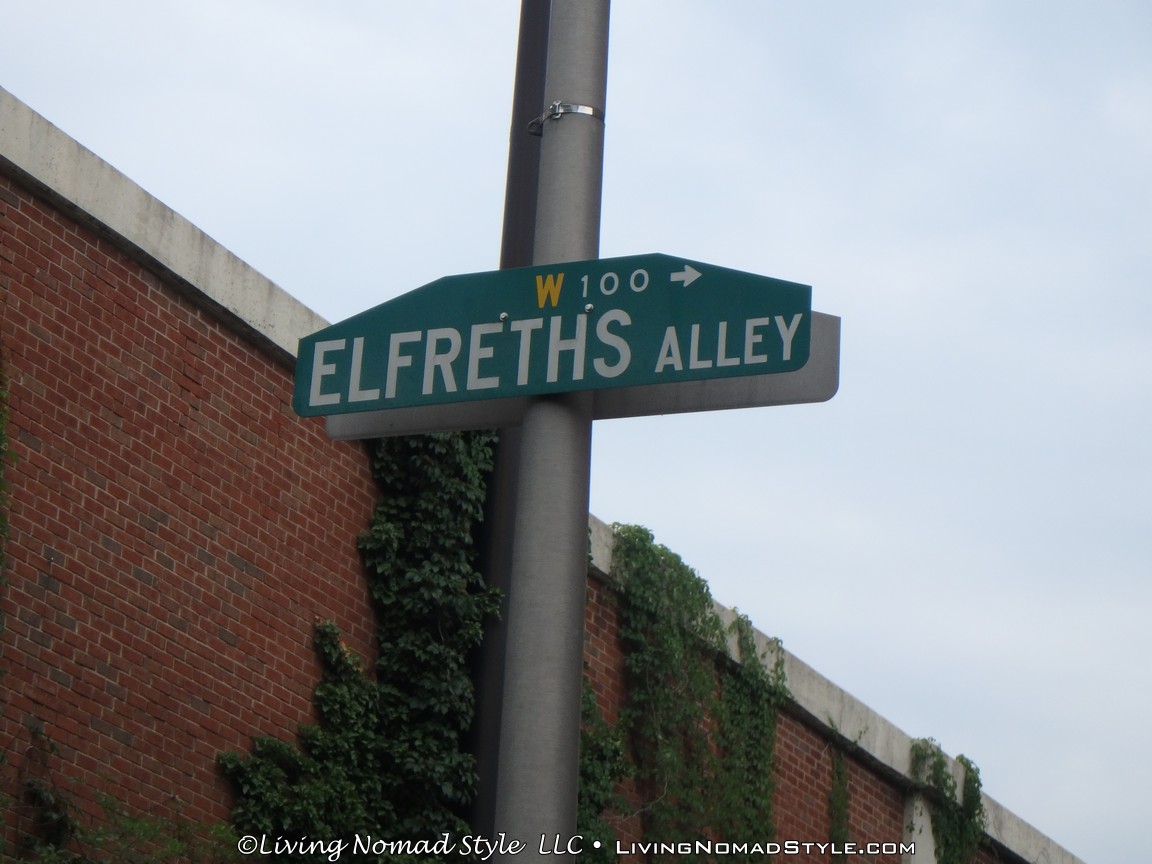 W 100 →
ELFRETHS ALLEY
©Living Nomad Style LLC • LivingNomadStyle.com